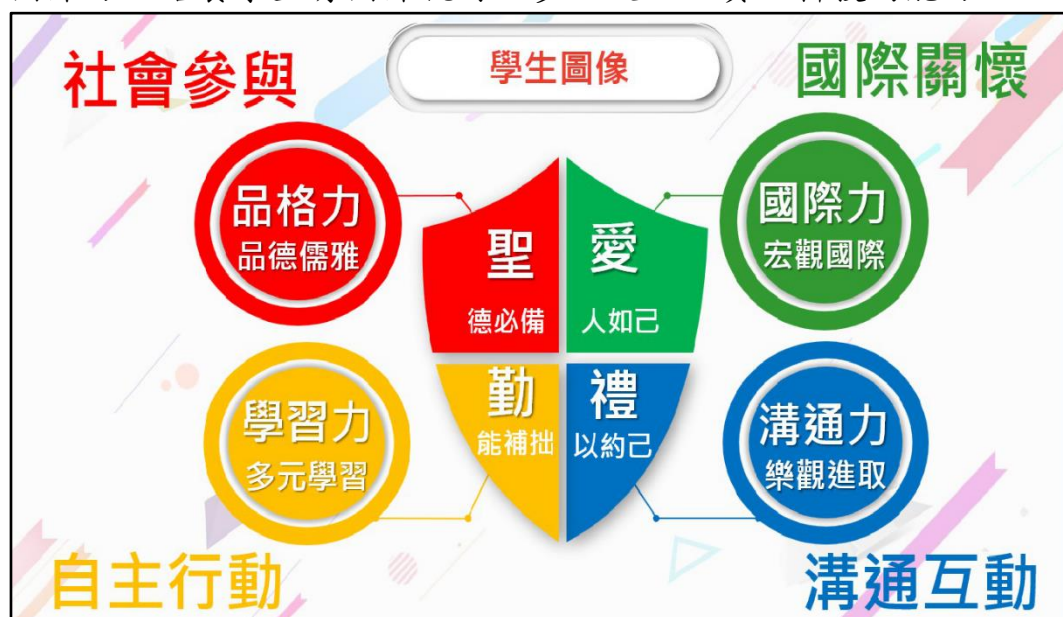 學生圖像
社會參與
國際關懷
品格力
品德儒雅
聖
德必備
愛
人如己
國際力
宏觀國際
學習力
多元學習
勤
能補拙
禮
以約己
溝通力
樂觀進取
自主行動
溝通互動